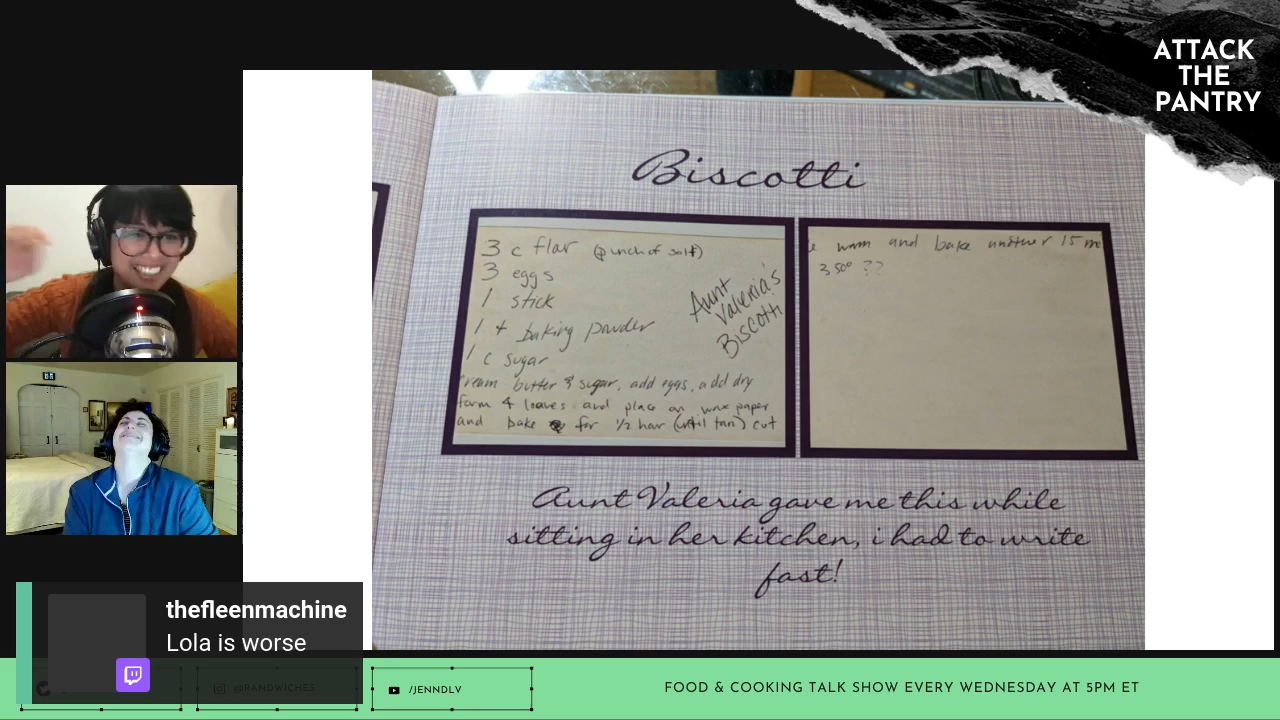 ATTACK
THE
PANTRY
Biscotti
3 c flar (pinch of salt)
3 eggs
1 stick
1 t baking powder
1 c sugar
Aunt
Valeria's
Biscotti
cream butter & sugar, add eggs, add dry
form 4 loaves and place on wax paper
and bake for 1/2 hour (until tan) cut
warm and bake another 15 m
350° ??
Aunt Valeria gave me this while
sitting in her kitchen, i had to write
fast!
thefleenmachine
Lola is worse
@RANDWICHES
/JENNDLV
FOOD & COOKING TALK SHOW EVERY WEDNESDAY AT 5PM ET